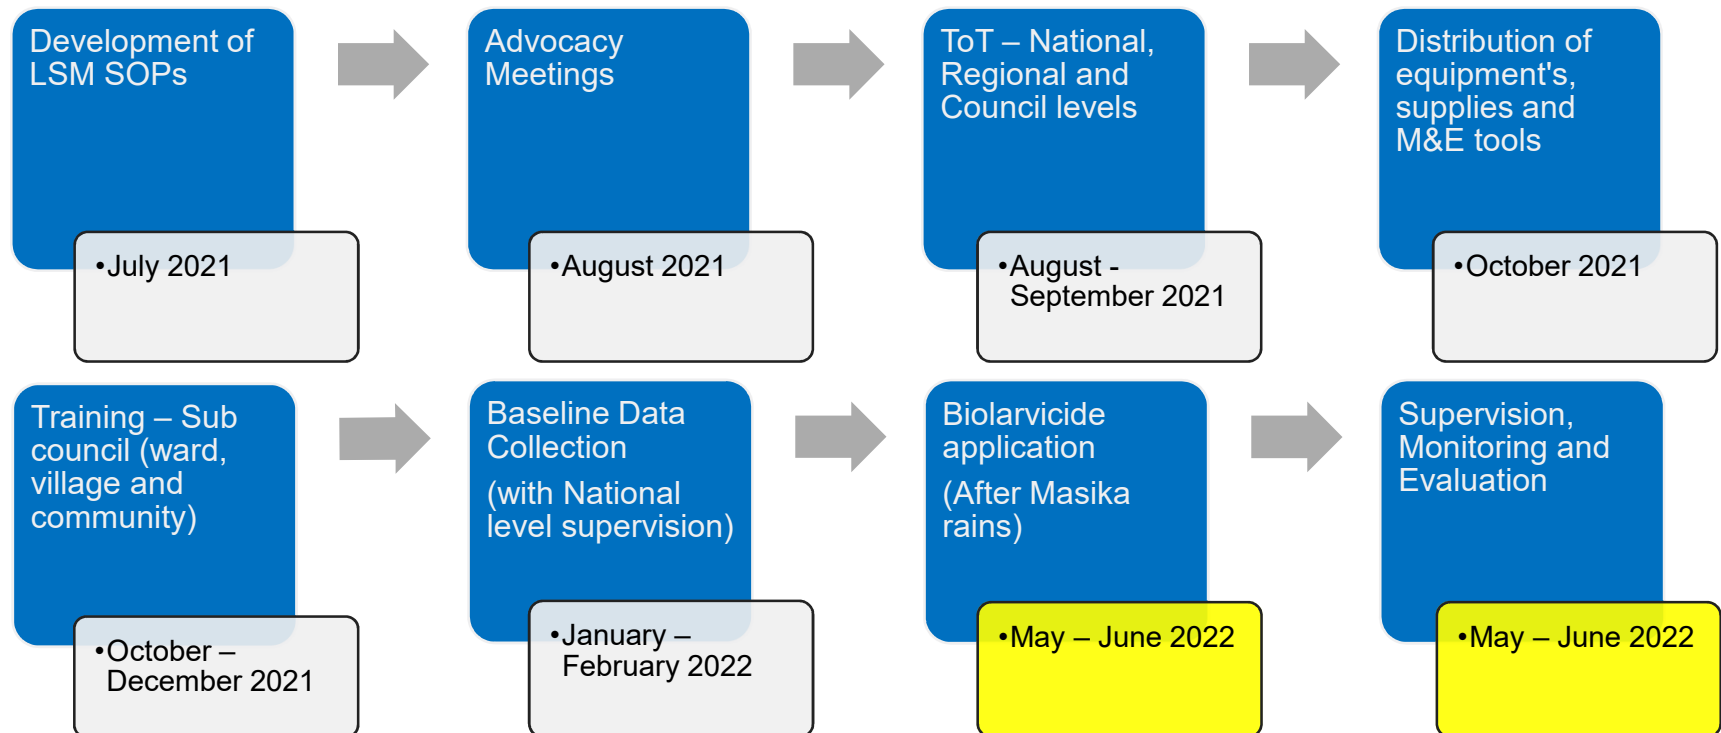 Development of
LSM SOPs
•July 2021
Advocacy
Meetings
•August 2021
ToT – National,
Regional and
Council levels
•August -
September 2021
Distribution of
equipment's,
supplies and
M&E tools
•October 2021
Training – Sub
council (ward,
village and
community)
•October –
December 2021
Baseline Data
Collection
(with National
level supervision)
•January –
February 2022
Biolarvicide
application
(After Masika
rains)
•May – June 2022
Supervision,
Monitoring and
Evaluation
•May – June 2022